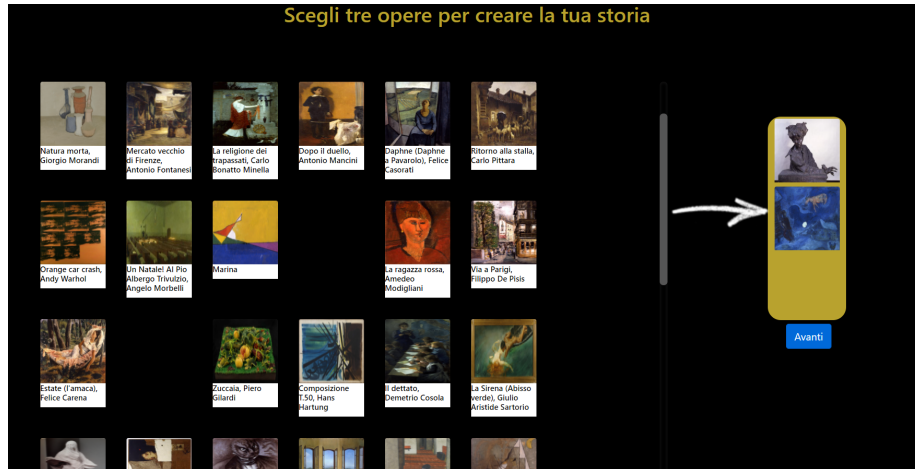 Scegli tre opere per creare la tua storia
Natura morta,
Giorgio Morandi
Mercato vecchio
di Firenze,
Antonio Fontanesi
La religione dei
trapassati, Carlo
Bonatto Minella
Dopo il duello,
Antonio Mancini
Daphne (Daphne
a Pavarolo), Felice
Casorati
Ritorno alla stalla,
Carlo Pittara
Orange car crash,
Andy Warhol
Un Natale! Al Pio
Albergo Trivulzio,
Angelo Morbelli
Marina
La ragazza rossa,
Amedeo
Modigliani
Via a Parigi,
Filippo De Pisis
Estate (l'amaca),
Felice Carena
Zuccaia, Piero
Gilardi
Composizione
T.50, Hans
Hartung
Il dettato,
Demetrio Cosola
La Sirena (Abisso
verde), Giulio
Aristide Sartorio
Avanti